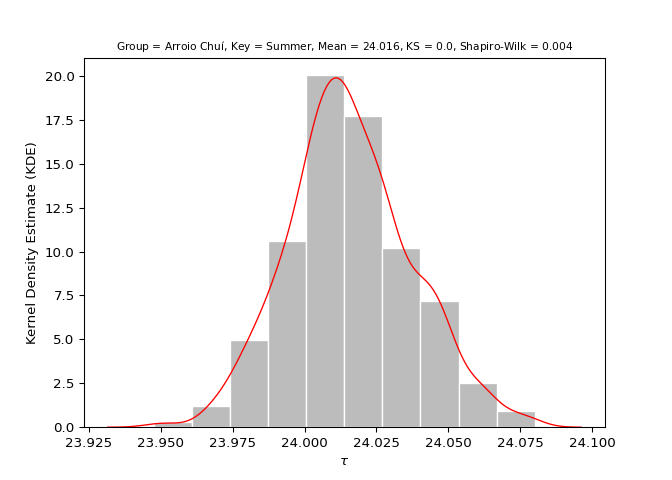 Group = Arroio Chuí, Key = Summer, Mean = 24.016, KS = 0.0, Shapiro-Wilk = 0.004
Kernel Density Estimate (KDE)
20.0
17.5
15.0
12.5
10.0
7.5
5.0
2.5
0.0
23.925 23.950 23.975 24.000 24.025 24.050 24.075 24.100
τ